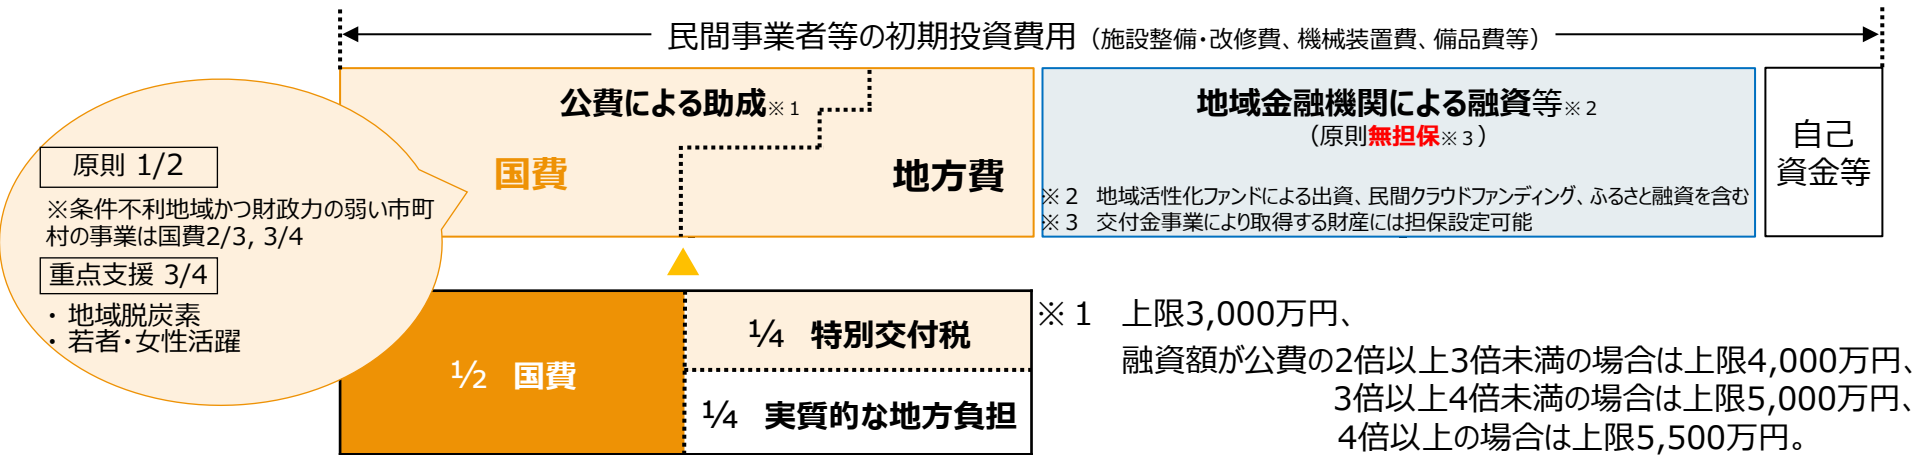 民間事業者等の初期投資費用（施設整備・改修費、機械装置費、備品費等）
公費による助成※１
国費
地方費
地域金融機関による融資等※２
（原則無担保※３）
※２　地域活性化ファンドによる出資、民間クラウドファンディング、ふるさと融資を含む
※３　交付金事業により取得する財産には担保設定可能
自己
資金等
原則 1/2
※条件不利地域かつ財政力の弱い市町
村の事業は国費2/3, 3/4
重点支援 3/4
・ 地域脱炭素
・ 若者・女性活躍
½ 国費
¼ 特別交付税
¼ 実質的な地方負担
※１　上限3,000万円、
融資額が公費の2倍以上3倍未満の場合は上限4,000万円、
3倍以上4倍未満の場合は上限5,000万円、
4倍以上の場合は上限5,500万円。